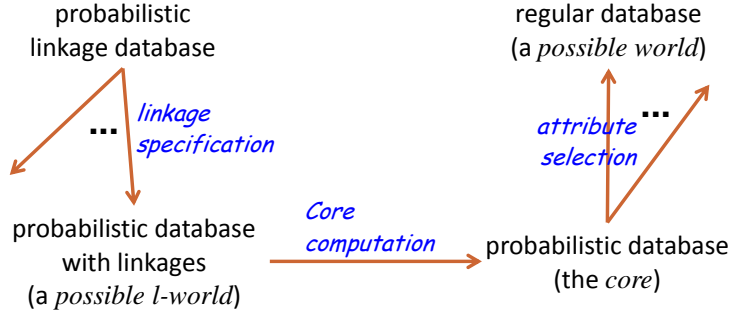 probabilistic
linkage database
regular database
(a possible world)
...
linkage
specification
...
attribute
selection
probabilistic database
with linkages
(a possible l-world)
Core
computation
probabilistic database
(the core)